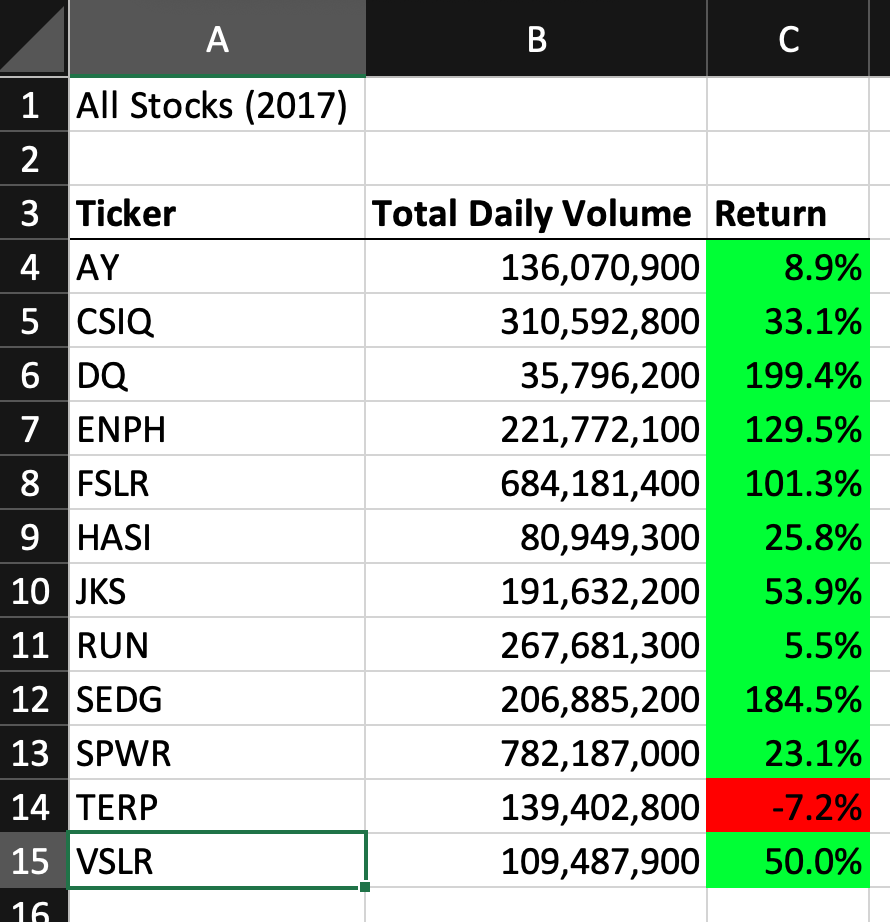 A B C
1 All Stocks (2017)
2
3 Ticker Total Daily Volume Return
4 AY 136,070,900 8.9%
5 CSIQ 310,592,800 33.1%
6 DQ 35,796,200 199.4%
7 ENPH 221,772,100 129.5%
8 FSLR 684,181,400 101.3%
9 HASI 80,949,300 25.8%
10 JKS 191,632,200 53.9%
11 RUN 267,681,300 5.5%
12 SEDG 206,885,200 184.5%
13 SPWR 782,187,000 23.1%
14 TERP 139,402,800 -7.2%
15 VSLR 109,487,900 50.0%
16